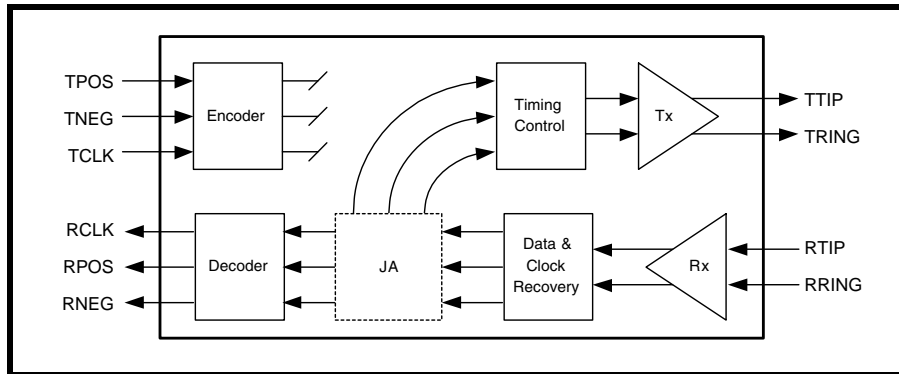 TPOS
TNEG
TCLK
Encoder
Timing
Control
Tx
TTIP
TRING
RCLK
RPOS
RNEG
Decoder
JA
Data &
Clock
Recovery
Rx
RTIP
RRING